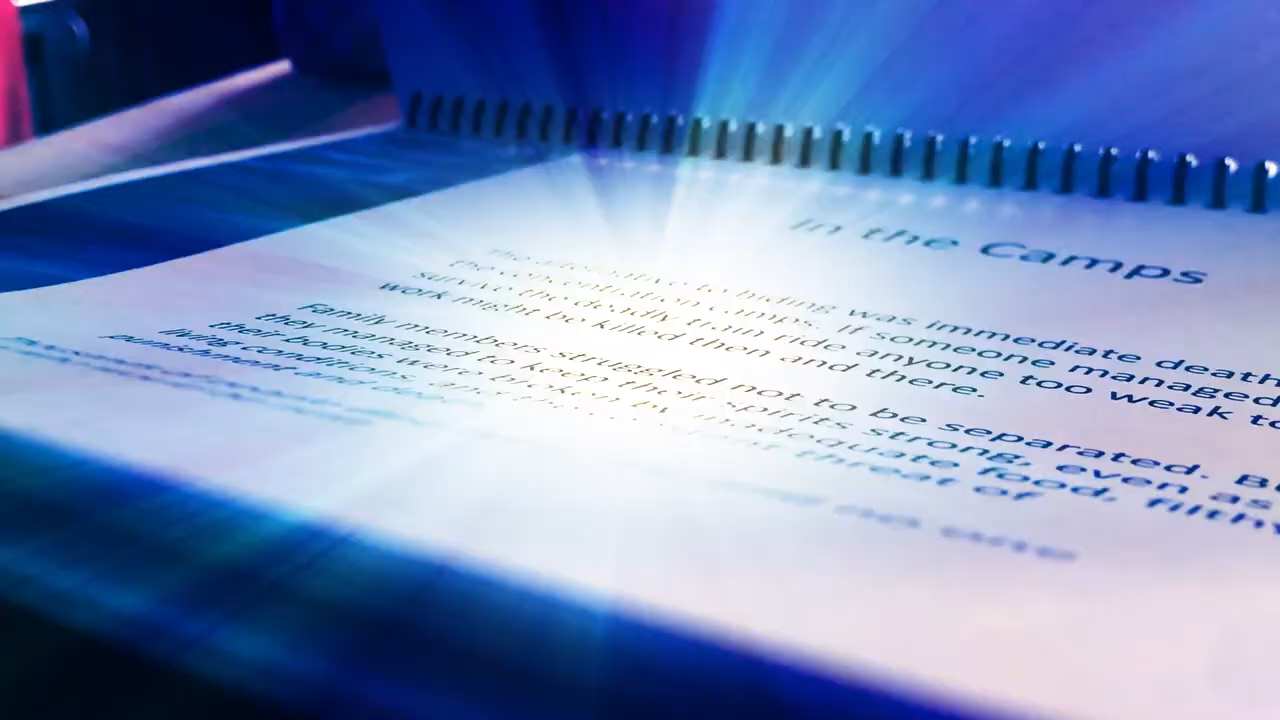 In the Camps
The alternative to hiding was immediate death
the concentration camps. If someone managed
survive the deadly train ride anyone too weak to
work might be killed then and there.
Family members struggled not to be separated. Bu
they managed to keep their spirits strong, even as
their bodies were broken by inadequate food, filthy
living conditions, and the threat of
punishment and